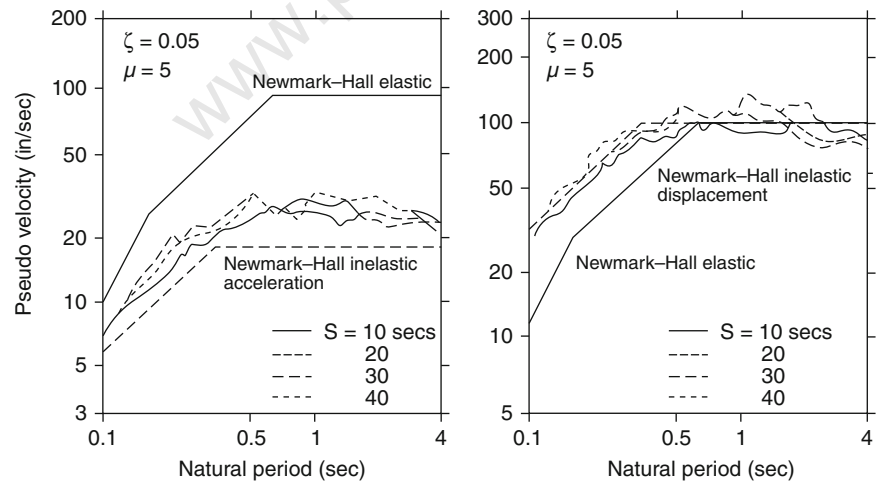 200
100
50
20
10
5
3
Pseudo velocity (in/sec)
ζ = 0.05
μ = 5
Newmark–Hall elastic
Newmark–Hall inelastic
acceleration
S = 10 secs
20
30
40
0.1
0.5
1
4
Natural period (sec)
300
200
100
50
20
10
5
ζ = 0.05
μ = 5
Newmark–Hall inelastic
displacement
Newmark–Hall elastic
S = 10 secs
20
30
40
0.1
0.5
1
4
Natural period (sec)
www.p